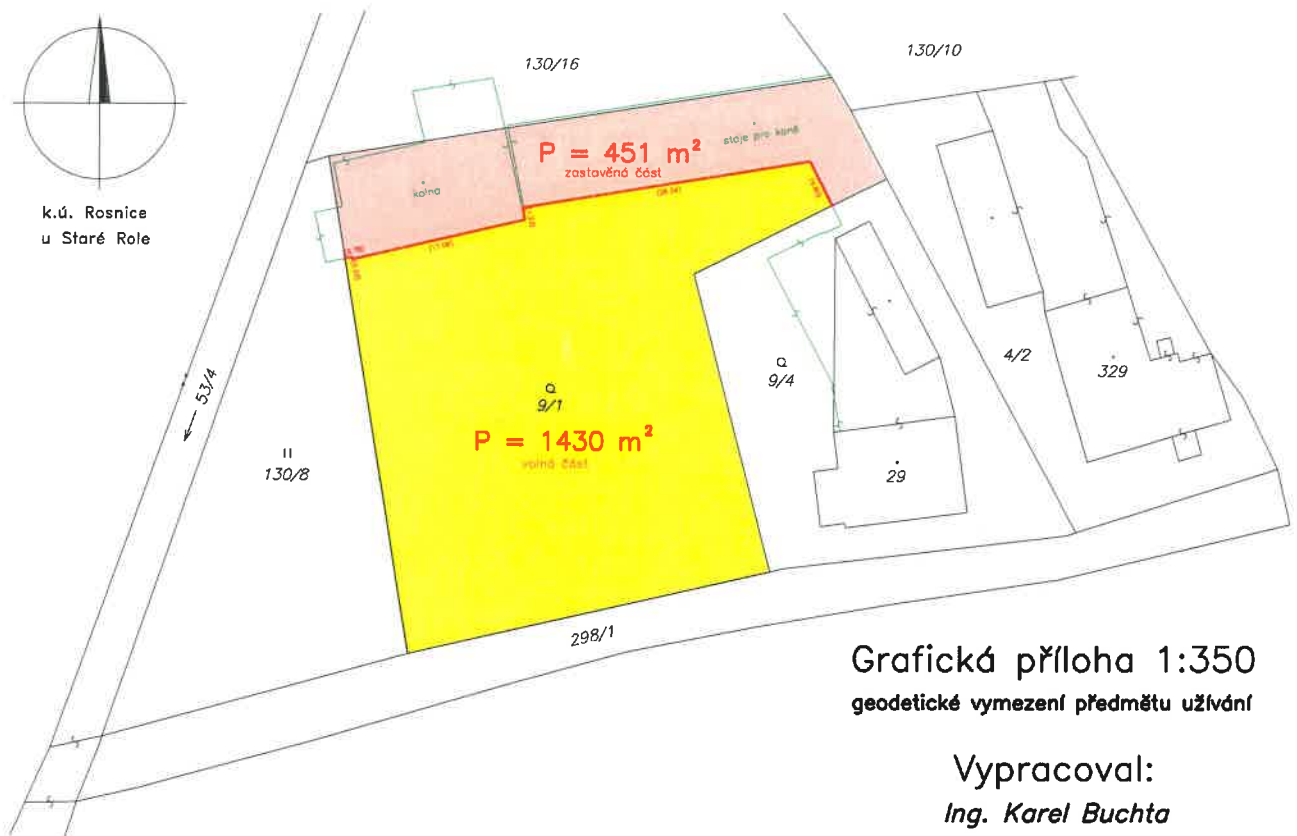 130/16
130/10
P = 451 m²
zastavěná část
stáje pro koně
kolna
k.ú. Rosnice
u Staré Role
53/4
130/8
9/1
P = 1430 m²
volná část
9/4
4/2
329
29
298/1
Grafická příloha 1:350
geodetické vymezení předmětu užívání
Vypracoval:
Ing. Karel Buchta